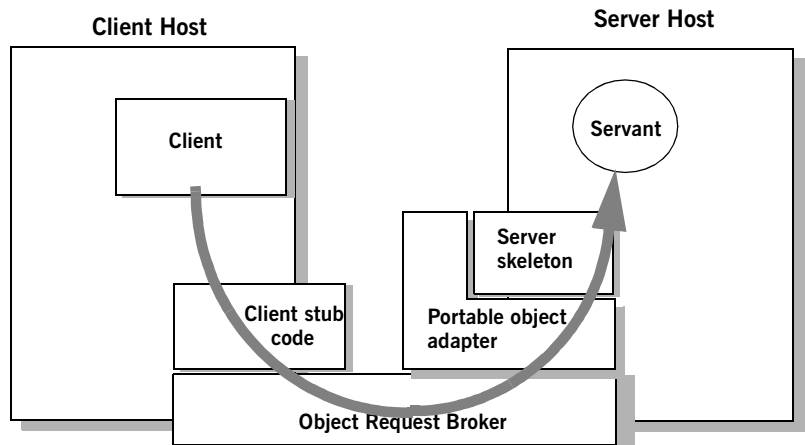 Client Host
Server Host
Client
Servant
Server
skeleton
Client stub
code
Portable object
adapter
Object Request Broker